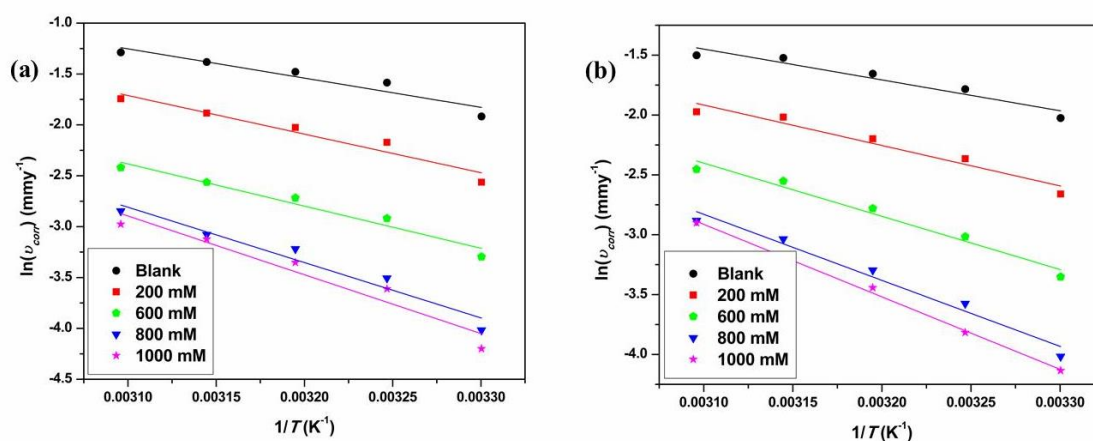 (a)
ln(υcorr) (mmy-1)
-1.0
-1.5
-2.0
-2.5
-3.0
-3.5
-4.0
-4.5
Blank
200 mM
600 mM
800 mM
1000 mM
0.00310 0.00315 0.00320 0.00325 0.00330
1/T (K-1)
(b)
ln(υcorr) (mmy-1)
-1.5
-2.0
-2.5
-3.0
-3.5
-4.0
Blank
200 mM
600 mM
800 mM
1000 mM
0.00310 0.00315 0.00320 0.00325 0.00330
1/T (K-1)